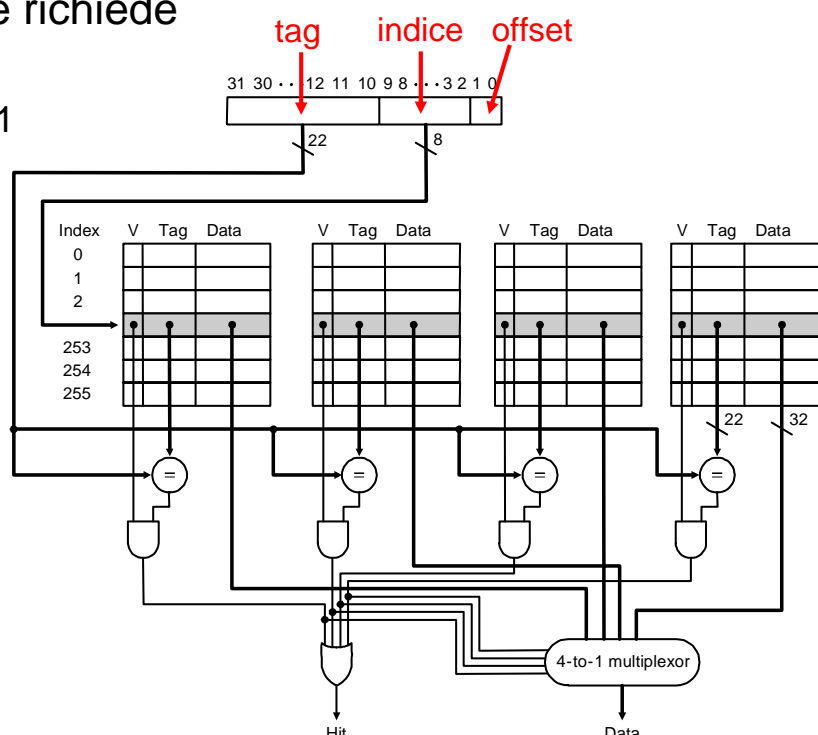 e richiede
tag indice offset
31 30 · · · 12 11 10 9 8 · · · 3 2 1 0
1
22 8
Index V Tag Data V Tag Data V Tag Data V Tag Data
0
1
2
253
254
255
22 32
= = = =
4-to-1 multiplexor
Hit Data